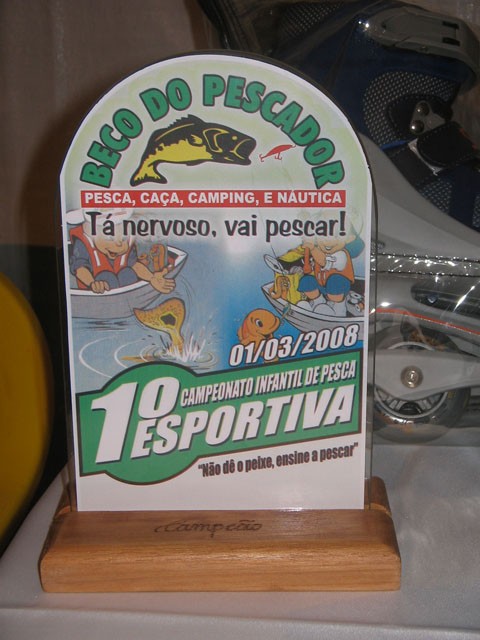 BECO DO PESCADOR
PESCA, CAÇA, CAMPING, E NÁUTICA
Tá nervoso, vai pescar!
01/03/2008
1º CAMPEONATO INFANTIL DE PESCA
ESPORTIVA
"Não dê o peixe, ensine a pescar"
Campeão